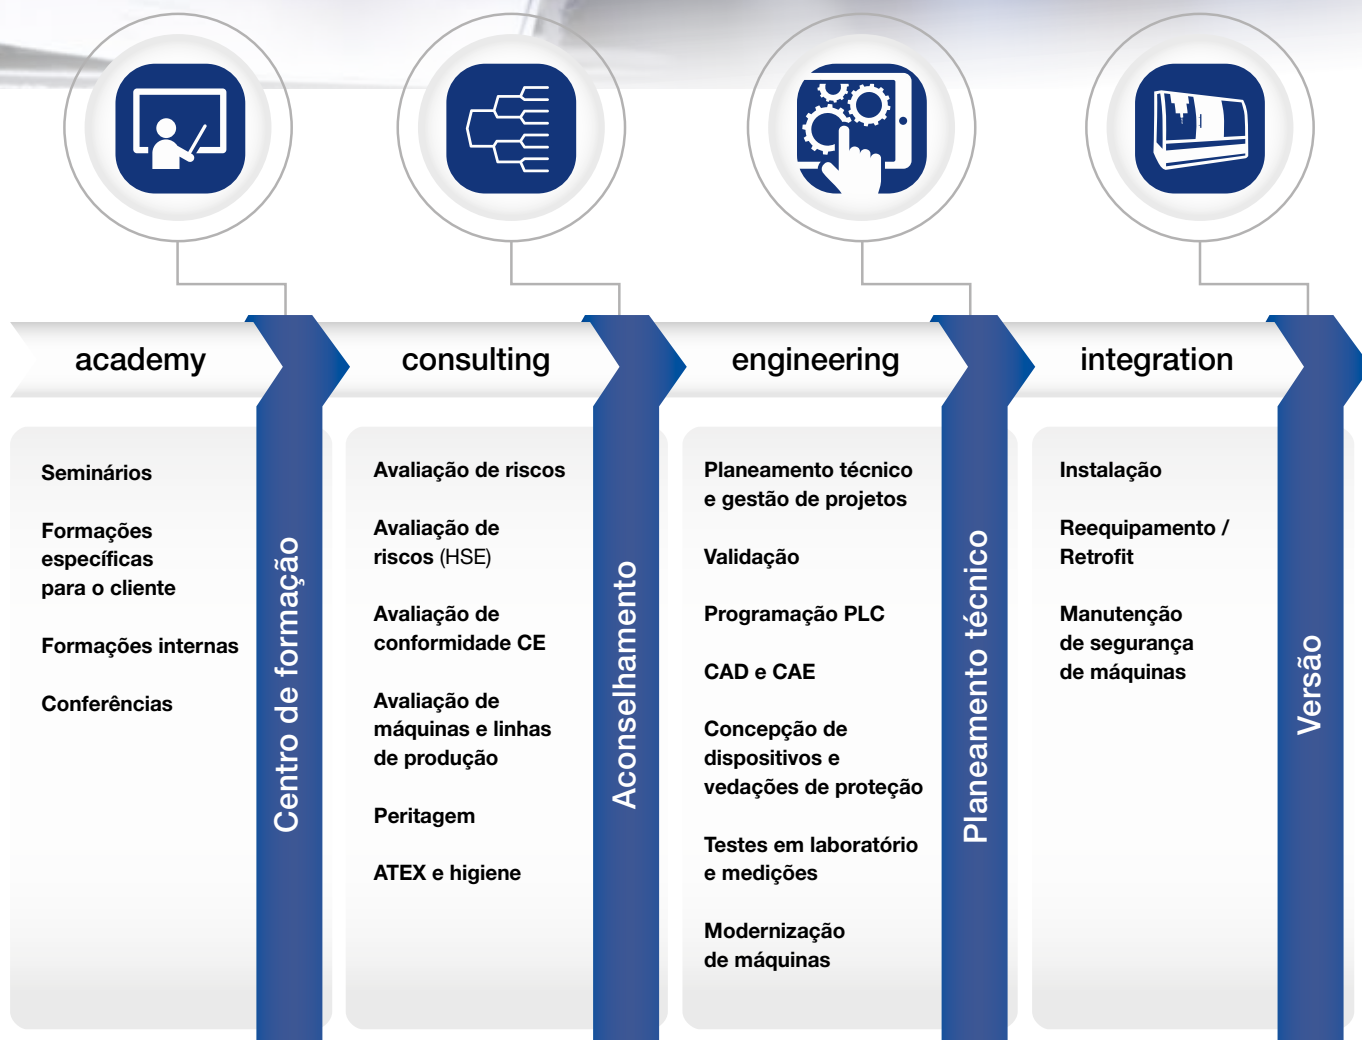 academy
Seminários
Formações
específicas
para o cliente
Formações internas
Conferências
Centro de formação
consulting
Avaliação de riscos
Avaliação de
riscos (HSE)
Avaliação de
conformidade CE
Avaliação de
máquinas e linhas
de produção
Peritagem
ATEX e higiene
Aconselhamento
engineering
Planeamento técnico
e gestão de projetos
Validação
Programação PLC
CAD e CAE
Concepção de
dispositivos e
vedações de proteção
Testes em laboratório
e medições
Modernização
de máquinas
Planeamento técnico
integration
Instalação
Reequipamento /
Retrofit
Manutenção
de segurança
de máquinas
Versão